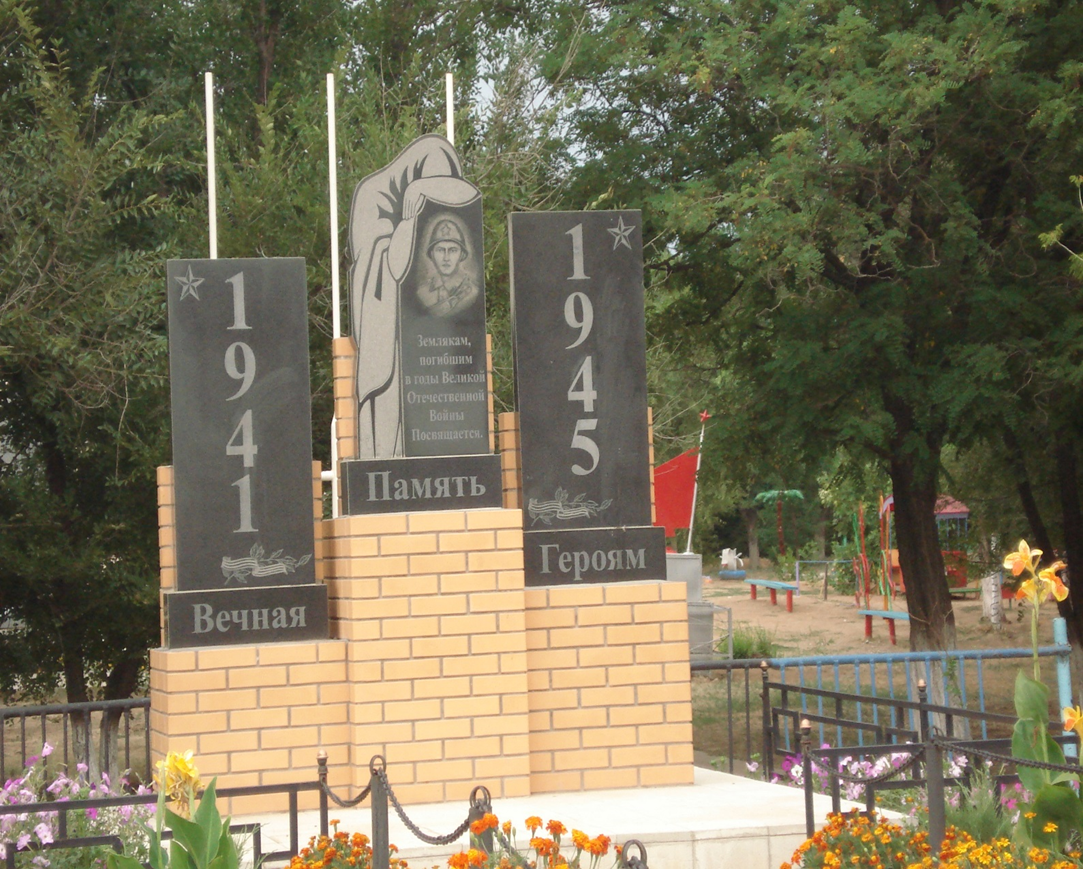 1941
Вечная
Землякам,
погибшим
в годы Великой
Отечественной
Войны
Посвящается.
Память
1945
Героям